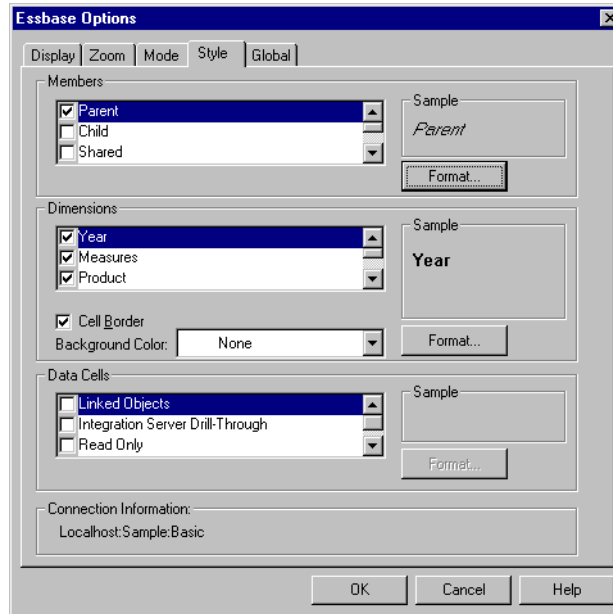 Essbase Options
Display Zoom Mode Style Global
Members
Parent
Child
Shared
Sample
Parent
Format...
Dimensions
Year
Measures
Product
Sample
Year
Cell Border
Background Color: None
Format...
Data Cells
Linked Objects
Integration Server Drill-Through
Read Only
Sample
Format...
Connection Information:
Localhost:Sample:Basic
OK Cancel Help